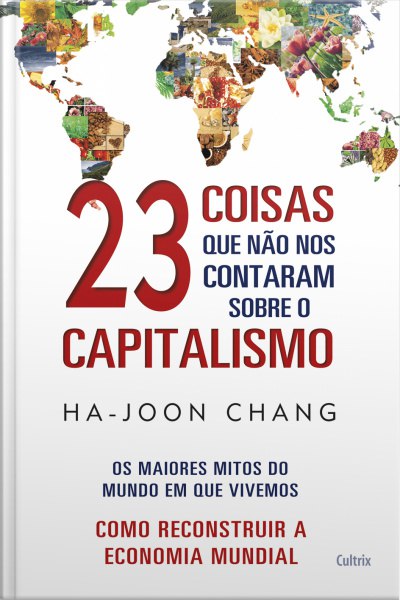 23 COISAS
QUE NÃO NOS
CONTARAM
SOBRE O
CAPITALISMO
HA-JOON CHANG
OS MAIORES MITOS DO
MUNDO EM QUE VIVEMOS
COMO RECONSTRUIR A
ECONOMIA MUNDIAL
Cultrix